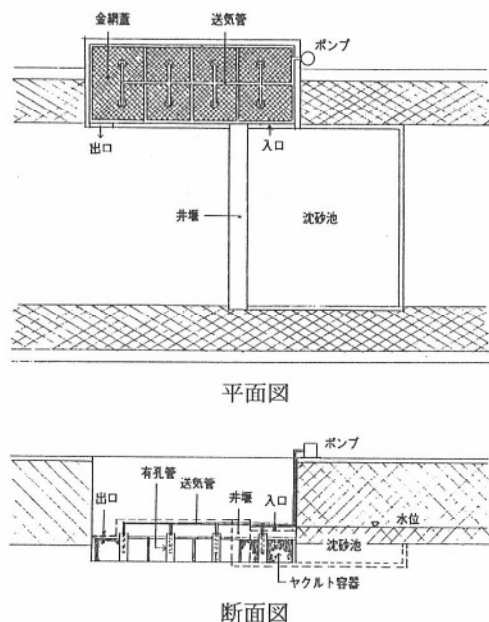 金網蓋
送気管
ポンプ
出口
入口
井堰
沈砂池
平面図
ポンプ
有孔管
送気管
出口
井堰
入口
水位
沈砂池
ヤクルト容器
断面図